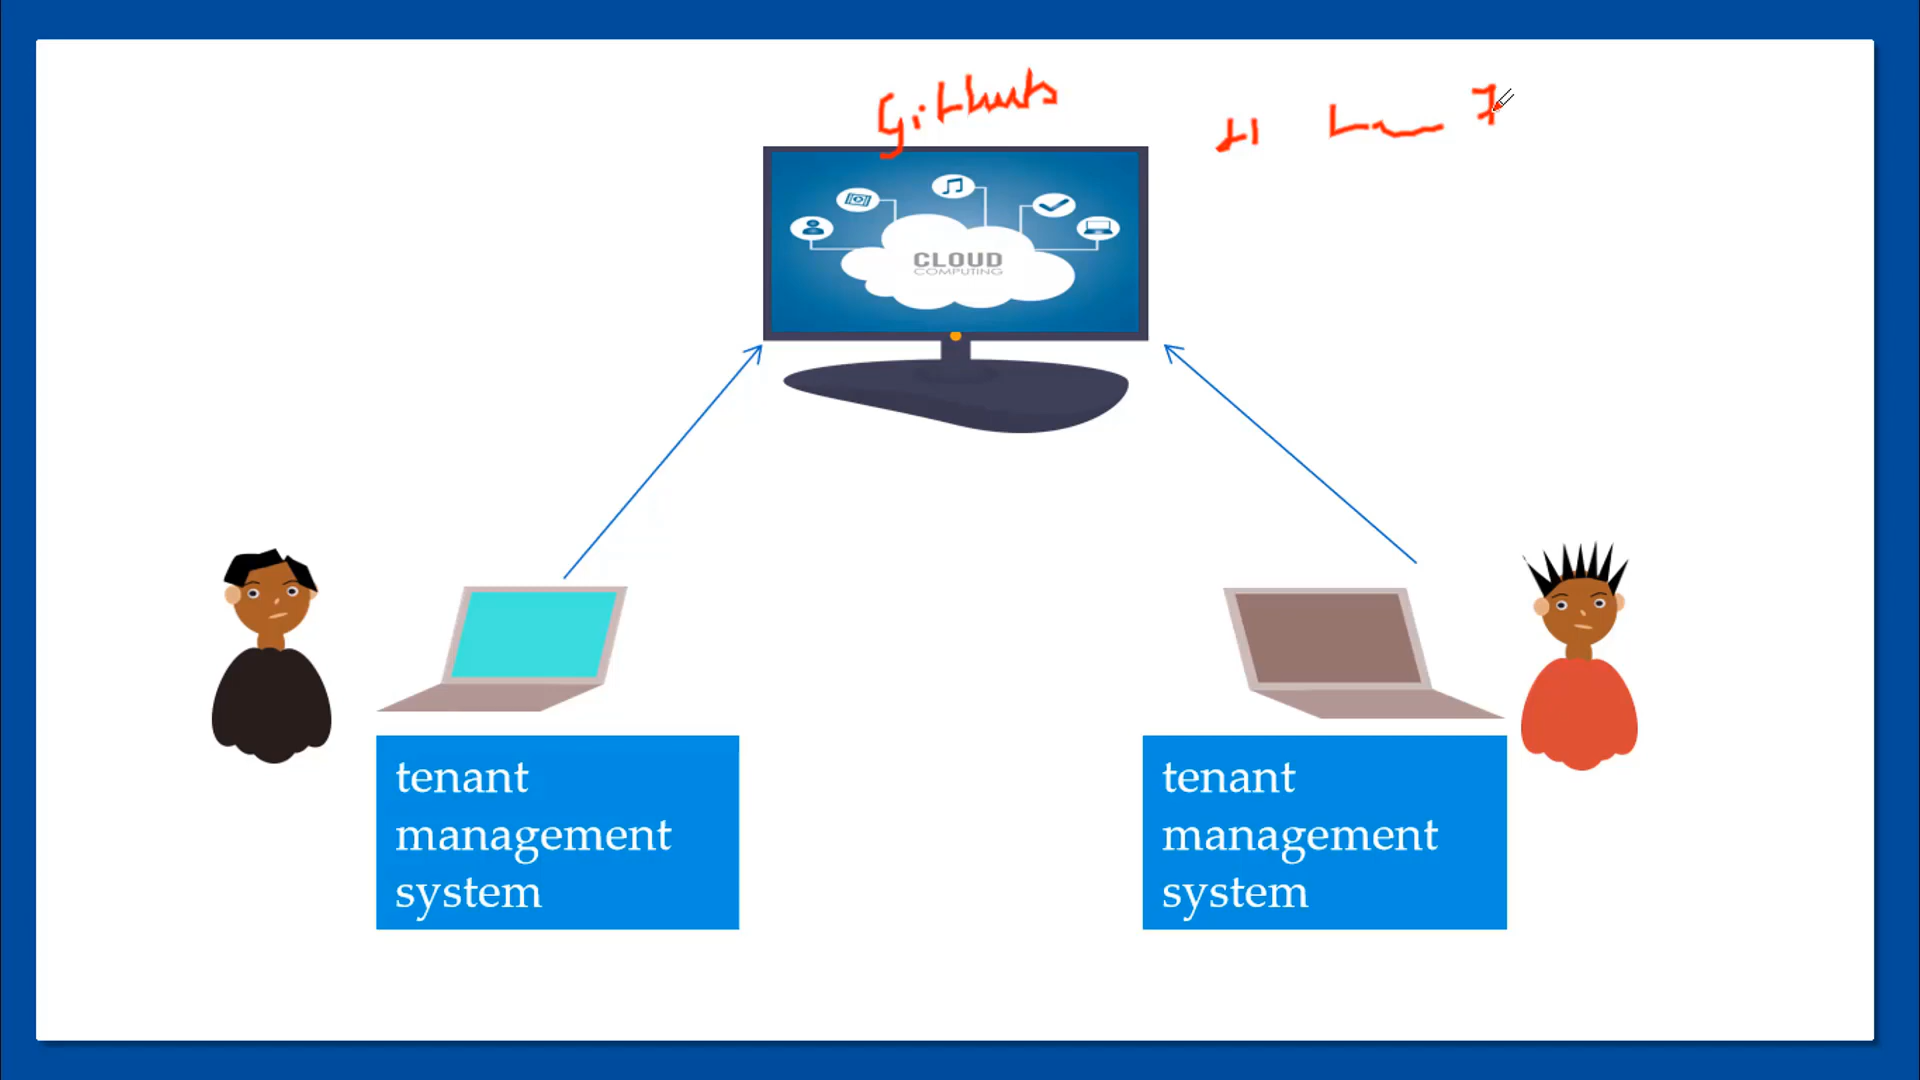 Github
CLOUD
COMPUTING
tenant
management
system
tenant
management
system